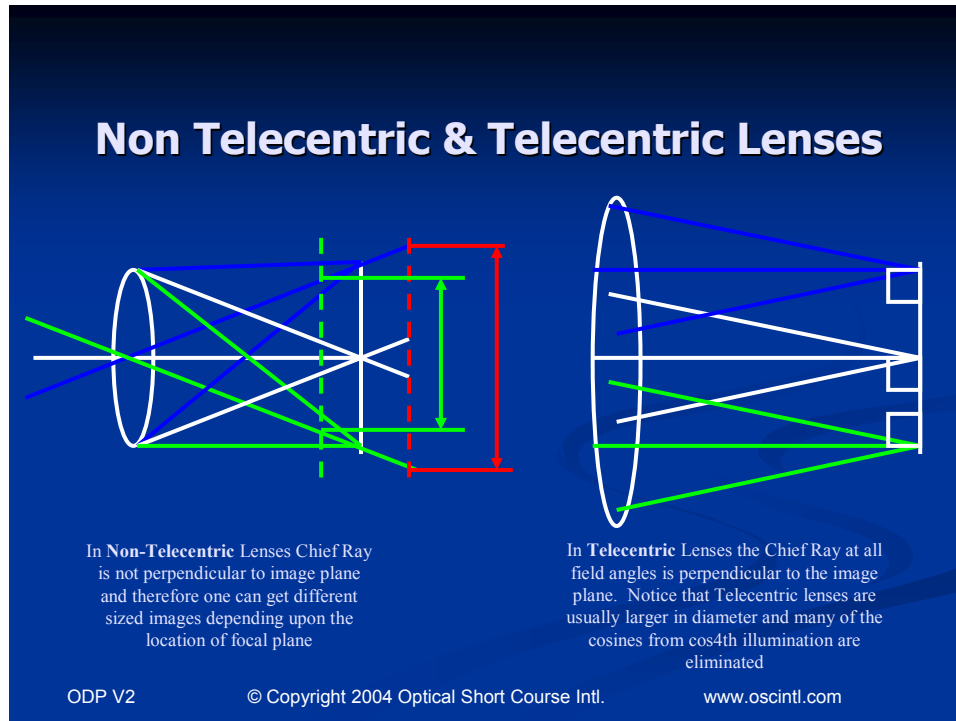 Non Telecentric & Telecentric Lenses
In Non-Telecentric Lenses Chief Ray
is not perpendicular to image plane
and therefore one can get different
sized images depending upon the
location of focal plane
In Telecentric Lenses the Chief Ray at all
field angles is perpendicular to the image
plane. Notice that Telecentric lenses are
usually larger in diameter and many of the
cosines from cos4th illumination are
eliminated
ODP V2 © Copyright 2004 Optical Short Course Intl. www.oscintl.com